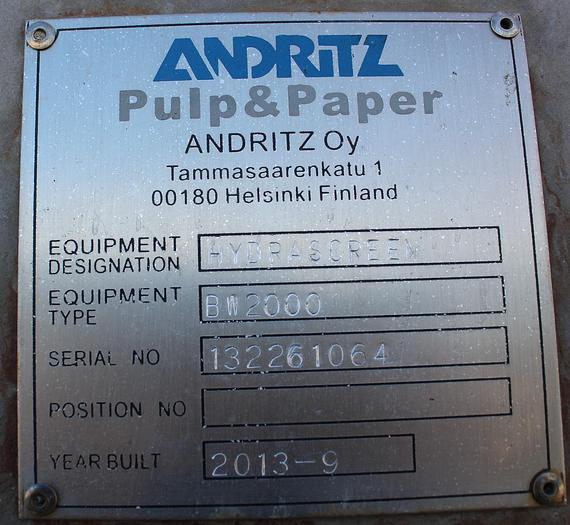 ANDRITZ
Pulp&Paper
ANDRITZ Oy
Tammasaarenkatu 1
00180 Helsinki Finland
EQUIPMENT DESIGNATION HYDRASCREEN
EQUIPMENT TYPE BW2000
SERIAL NO 132261064
POSITION NO
YEAR BUILT 2013-9